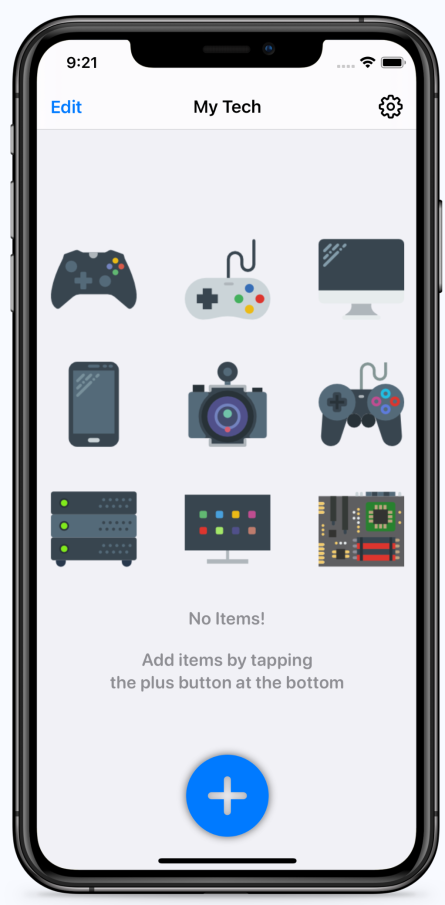 9:21
Edit
My Tech
No Items!
Add items by tapping
the plus button at the bottom